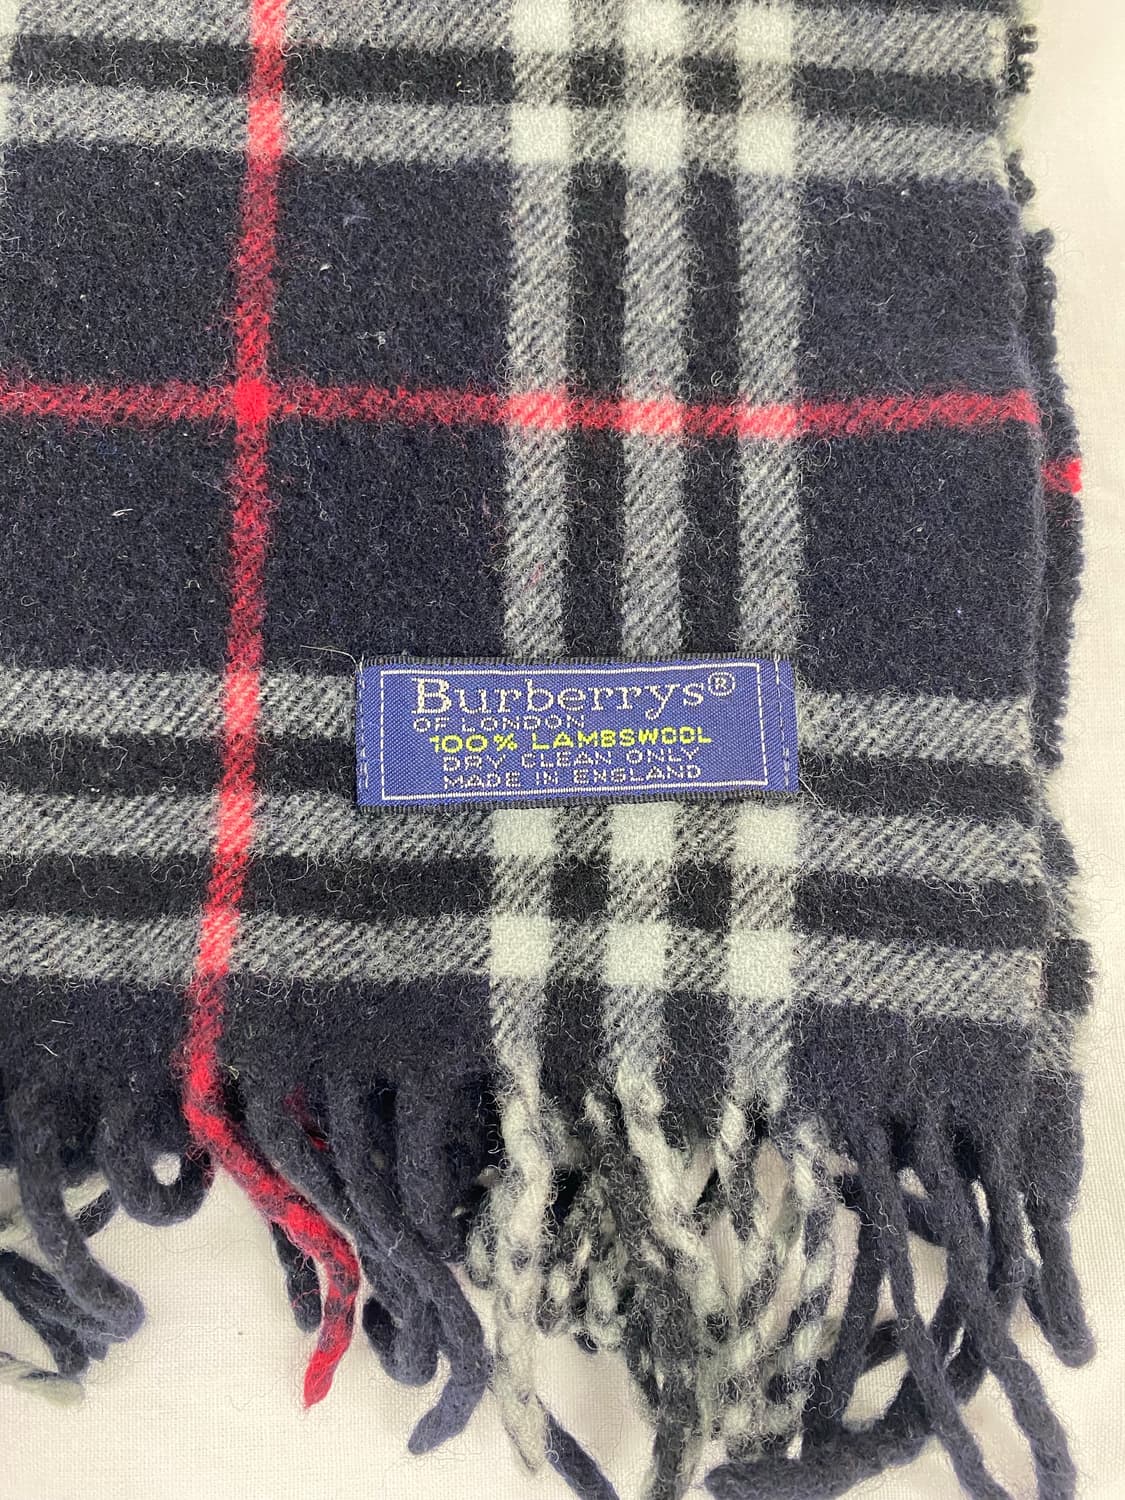 Burberrys®
OF LONDON
100% LAMBSWOOL
DRY CLEAN ONLY
MADE IN ENGLAND